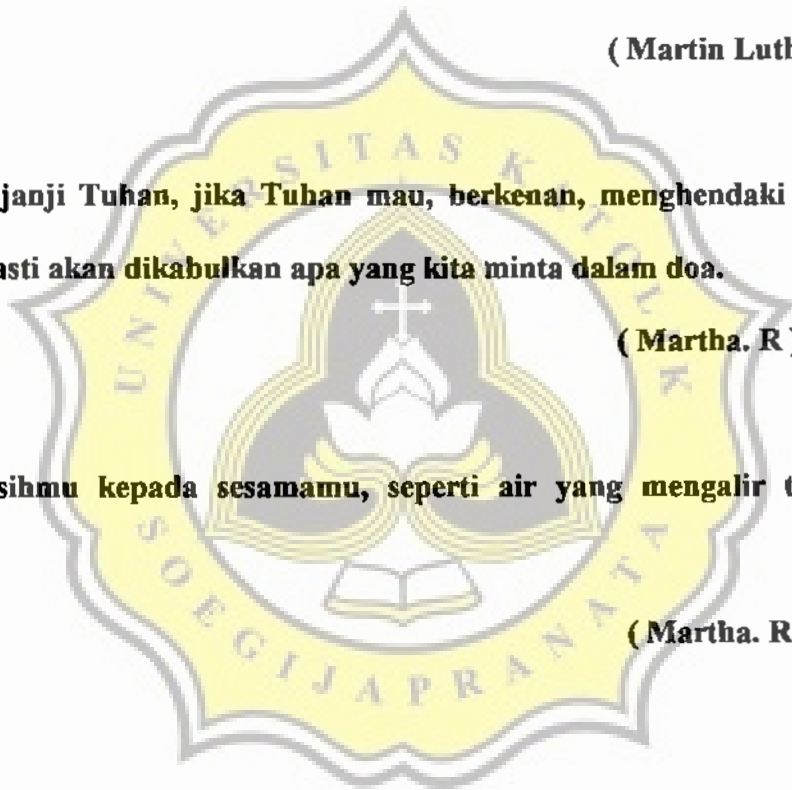 ( Martin Luth
janji Tuhan, jika Tuhan mau, berkenan, menghendaki
asti akan dikabulkan apa yang kita minta dalam doa.
( Martha. R )
sihmu kepada sesamamu, seperti air yang mengalir t
( Martha. R
UNIVERSITAS KATOLIK
SOEGIJAPRANATA